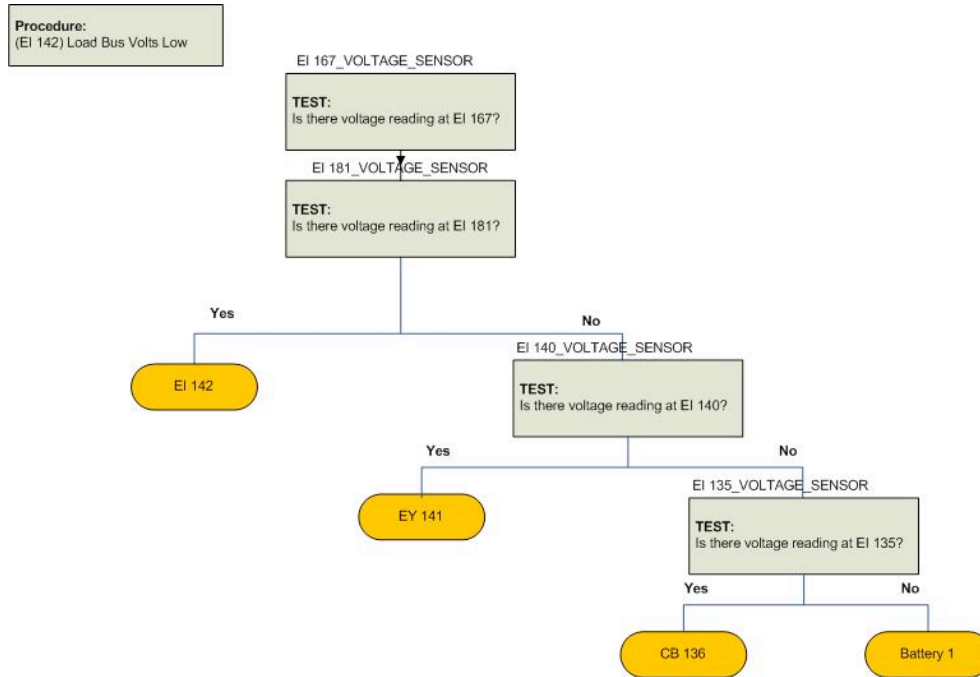 Procedure:
(EI 142) Load Bus Volts Low
EI 167_VOLTAGE_SENSOR
TEST:
Is there voltage reading at EI 167?
EI 181_VOLTAGE_SENSOR
TEST:
Is there voltage reading at EI 181?
Yes
No
EI 142
EI 140_VOLTAGE_SENSOR
TEST:
Is there voltage reading at EI 140?
Yes
No
EY 141
EI 135_VOLTAGE_SENSOR
TEST:
Is there voltage reading at EI 135?
Yes
No
CB 136
Battery 1